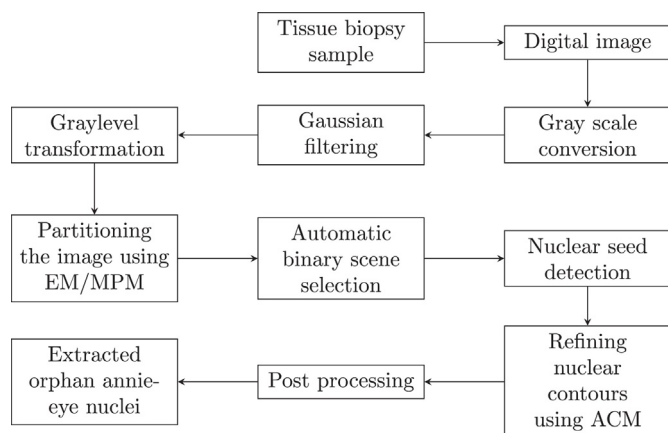 Tissue biopsy
sample
Digital image
Gray scale
conversion
Gaussian
filtering
Graylevel
transformation
Partitioning
the image using
EM/MPM
Automatic
binary scene
selection
Nuclear seed
detection
Refining
nuclear
contours
using ACM
Post processing
Extracted
orphan annie-
eye nuclei